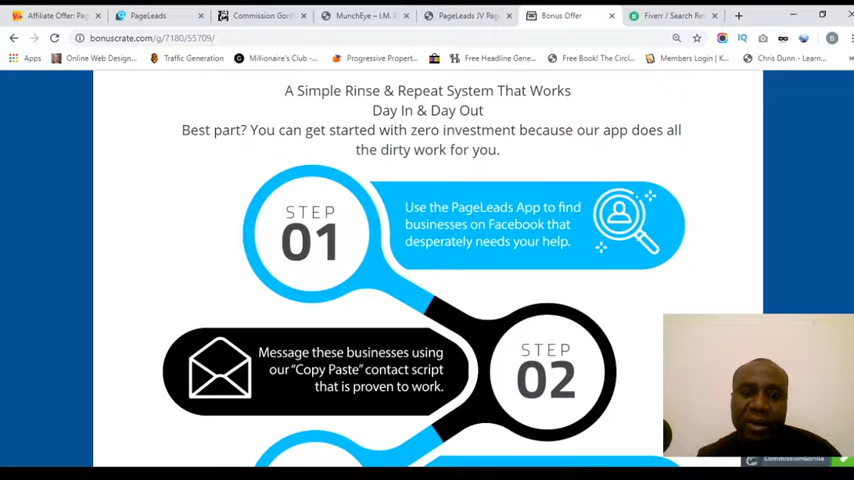 Affiliate Offer: Pag
PageLeads
Commission Goril
MunchEye – I.M. P
PageLeads JV Pag
Bonus Offer
Fiverr / Search Re
bonuscrate.com/g/7180/55709/
Apps
Online Web Design...
Traffic Generation
Millionaire's Club -...
Progressive Propert...
Free Headline Gene...
Free Book! The Circ...
Members Login | K...
Chris Dunn - Learn...
A Simple Rinse & Repeat System That Works
Day In & Day Out
Best part? You can get started with zero investment because our app does all
the dirty work for you.
STEP
01
Use the PageLeads App to find
businesses on Facebook that
desperately needs your help.
Message these businesses using
our “Copy Paste” contact script
that is proven to work.
STEP
02
CommissionGorilla